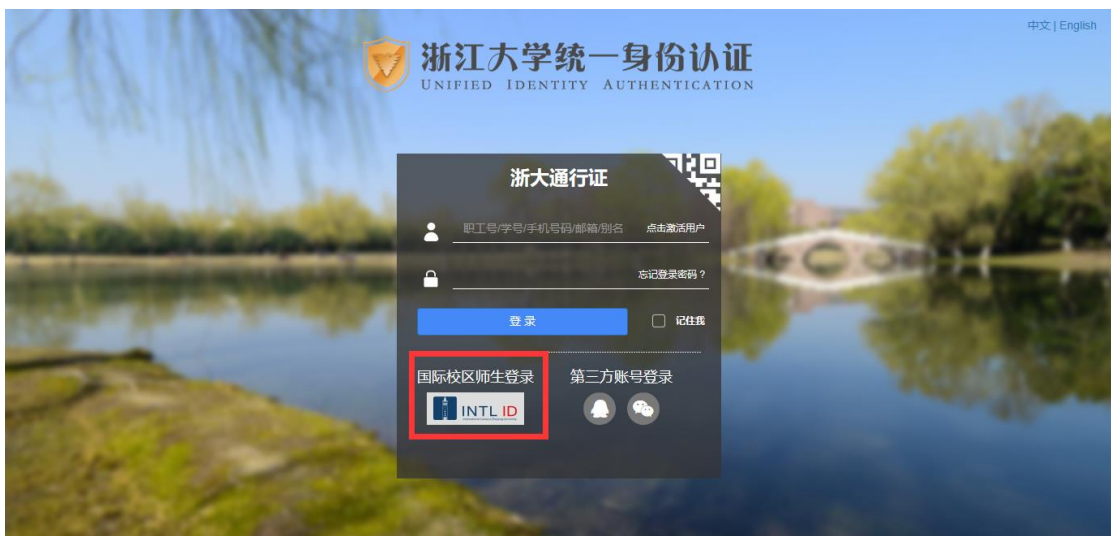 中文 | English
浙江大学统一身份认证
UNIFIED IDENTITY AUTHENTICATION
浙大通行证
职工号/学号/手机号码/邮箱/别名 点击激活用户
忘记登录密码？
登 录 记住我
国际校区师生登录 第三方账号登录
INTL ID